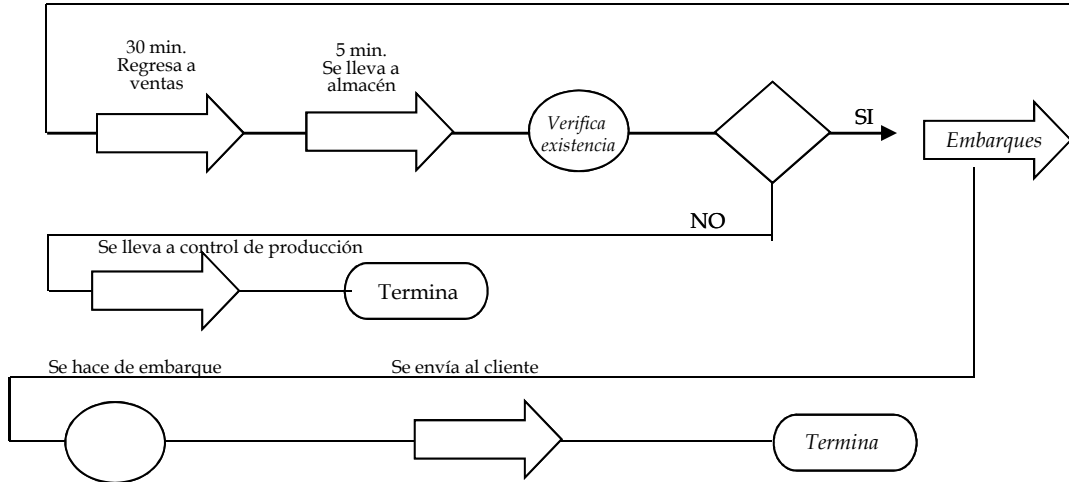 30 min.
Regresa a
ventas
5 min.
Se lleva a
almacén
Verifica
existencia
SI
Embarques
NO
Se lleva a control de producción
Termina
Se hace de embarque
Se envía al cliente
Termina